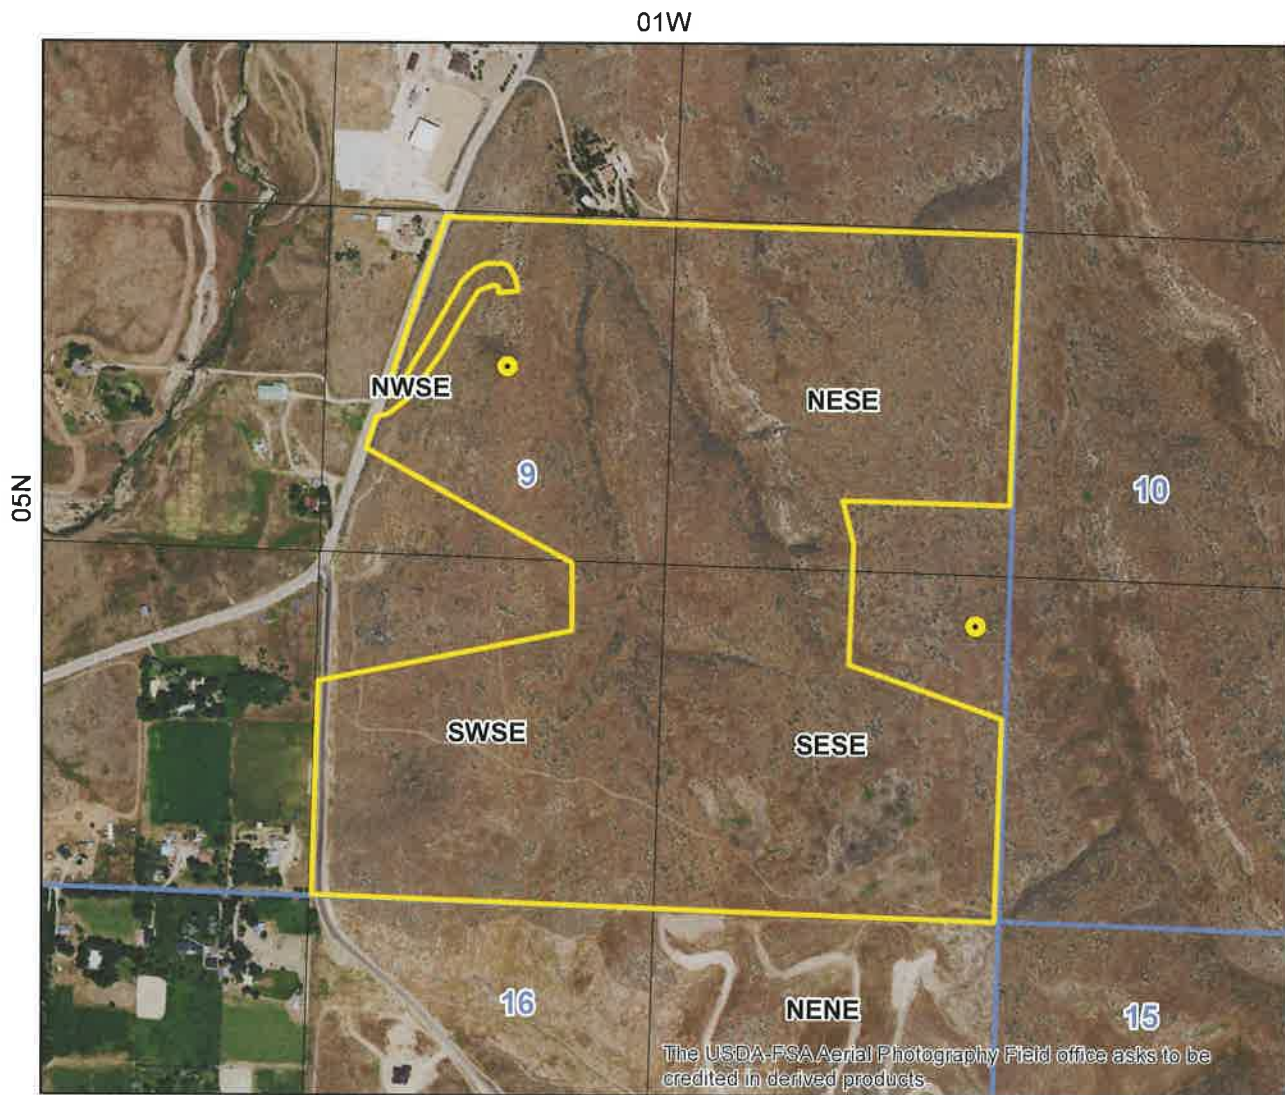 01W
05N
NWSE
NESE
9
10
SWSE
SESE
16
NENE
15
The USDA-FSA Aerial Photography Field office asks to be
credited in derived products